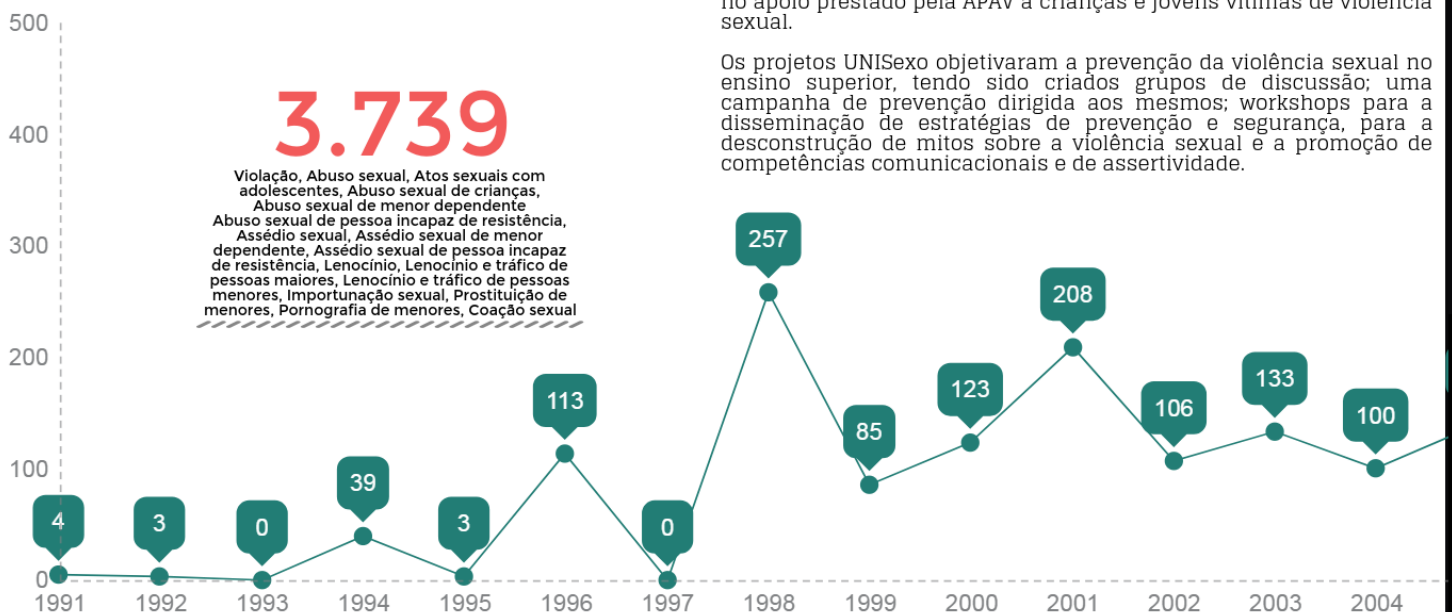 no apoio prestado pela APAV a crianças e jovens vítimas de violência
sexual.
Os projetos UNISexo objetivaram a prevenção da violência sexual no
ensino superior, tendo sido criados grupos de discussão; uma
campanha de prevenção dirigida aos mesmos; workshops para a
disseminação de estratégias de prevenção e segurança, para a
desconstrução de mitos sobre a violência sexual e a promoção de
competências comunicacionais e de assertividade.
3.739
Violação, Abuso sexual, Atos sexuais com
adolescentes, Abuso sexual de crianças,
Abuso sexual de menor dependente
Abuso sexual de pessoa incapaz de resistência,
Assédio sexual, Assédio sexual de menor
dependente, Assédio sexual de pessoa incapaz
de resistência, Lenocínio, Lenocínio e tráfico de
pessoas maiores, Lenocínio e tráfico de pessoas
menores, Importunação sexual, Prostituição de
menores, Pornografia de menores, Coação sexual
500
400
300
200
100
0
4
3
0
39
3
113
0
257
85
123
208
106
133
100
1991 1992 1993 1994 1995 1996 1997 1998 1999 2000 2001 2002 2003 2004